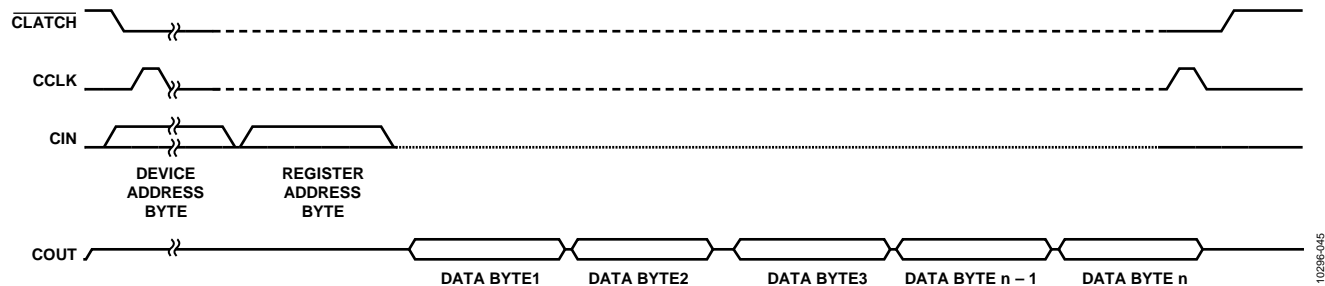 CLATCH
CCLK
CIN
DEVICE
ADDRESS
BYTE
REGISTER
ADDRESS
BYTE
COUT
DATA BYTE1
DATA BYTE2
DATA BYTE3
DATA BYTE n – 1
DATA BYTE n
10296-045